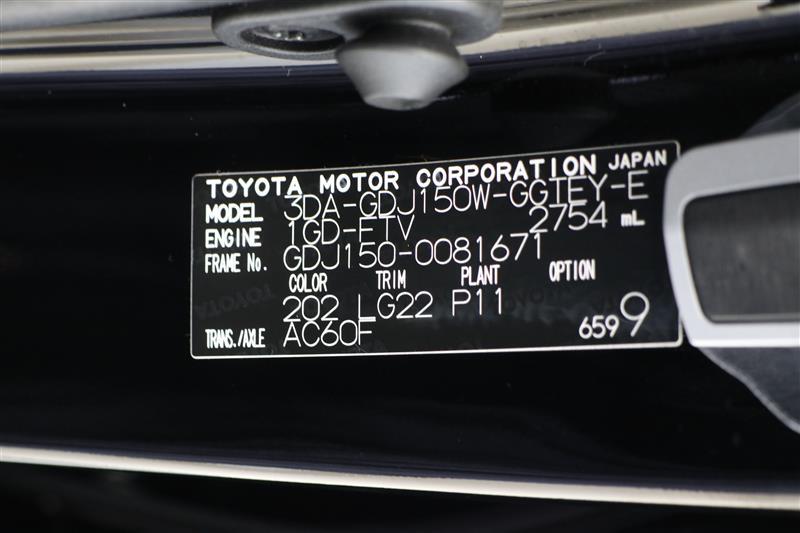 TOYOTA MOTOR CORPORATION JAPAN
MODEL 3DA-GDJ150W-GGTEY-E
ENGINE 1GD-FTV 2754 mL
FRAME No. GDJ150-0081671
COLOR TRIM PLANT OPTION
202 LG22 P11
TRANS./AXLE AC60F 6599